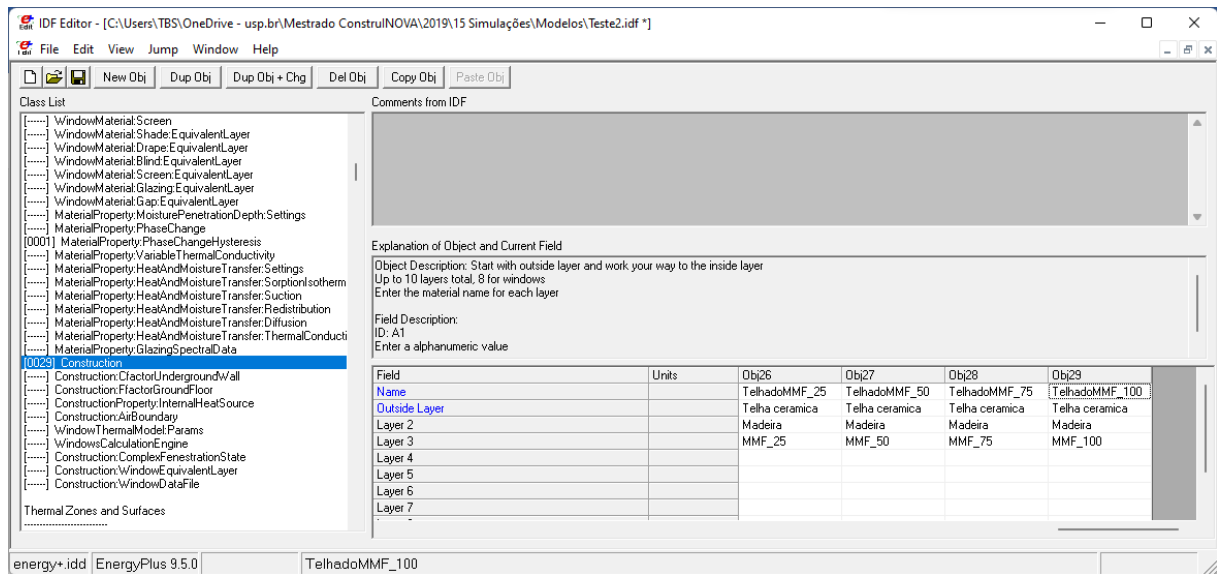 IDF Editor - [C:\Users\TBS\OneDrive - usp.br\Mestrado ConstruINOVA\2019\15 Simulações\Modelos\Teste2.idf *]
File Edit View Jump Window Help
New Obj Dup Obj Dup Obj + Chg Del Obj Copy Obj Paste Obj
Class List
[------] WindowMaterial:Screen
[------] WindowMaterial:Shade:EquivalentLayer
[------] WindowMaterial:Drape:EquivalentLayer
[------] WindowMaterial:Blind:EquivalentLayer
[------] WindowMaterial:Screen:EquivalentLayer
[------] WindowMaterial:Glazing:EquivalentLayer
[------] WindowMaterial:Gap:EquivalentLayer
[------] MaterialProperty:MoisturePenetrationDepth:Settings
[------] MaterialProperty:PhaseChange
[0001] MaterialProperty:PhaseChangeHysteresis
[------] MaterialProperty:VariableThermalConductivity
[------] MaterialProperty:HeatAndMoistureTransfer:Settings
[------] MaterialProperty:HeatAndMoistureTransfer:SorptionIsotherm
[------] MaterialProperty:HeatAndMoistureTransfer:Suction
[------] MaterialProperty:HeatAndMoistureTransfer:Redistribution
[------] MaterialProperty:HeatAndMoistureTransfer:Diffusion
[------] MaterialProperty:HeatAndMoistureTransfer:ThermalConducti
[------] MaterialProperty:GlazingSpectralData
[0029] Construction
[------] Construction:CfactorUndergroundWall
[------] Construction:FfactorGroundFloor
[------] ConstructionProperty:InternalHeatSource
[------] Construction:AirBoundary
[------] WindowThermalModel:Params
[------] WindowsCalculationEngine
[------] Construction:ComplexFenestrationState
[------] Construction:WindowEquivalentLayer
[------] Construction:WindowDataFile
Thermal Zones and Surfaces
--------------------------
Comments from IDF
Explanation of Object and Current Field
Object Description: Start with outside layer and work your way to the inside layer
Up to 10 layers total, 8 for windows
Enter the material name for each layer
Field Description:
ID: A1
Enter a alphanumeric value
Field Units Obj26 Obj27 Obj28 Obj29
Name TelhadoMMF_25 TelhadoMMF_50 TelhadoMMF_75 TelhadoMMF_100
Outside Layer Telha ceramica Telha ceramica Telha ceramica Telha ceramica
Layer 2 Madeira Madeira Madeira Madeira
Layer 3 MMF_25 MMF_50 MMF_75 MMF_100
Layer 4
Layer 5
Layer 6
Layer 7
energy+.idd EnergyPlus 9.5.0 TelhadoMMF_100